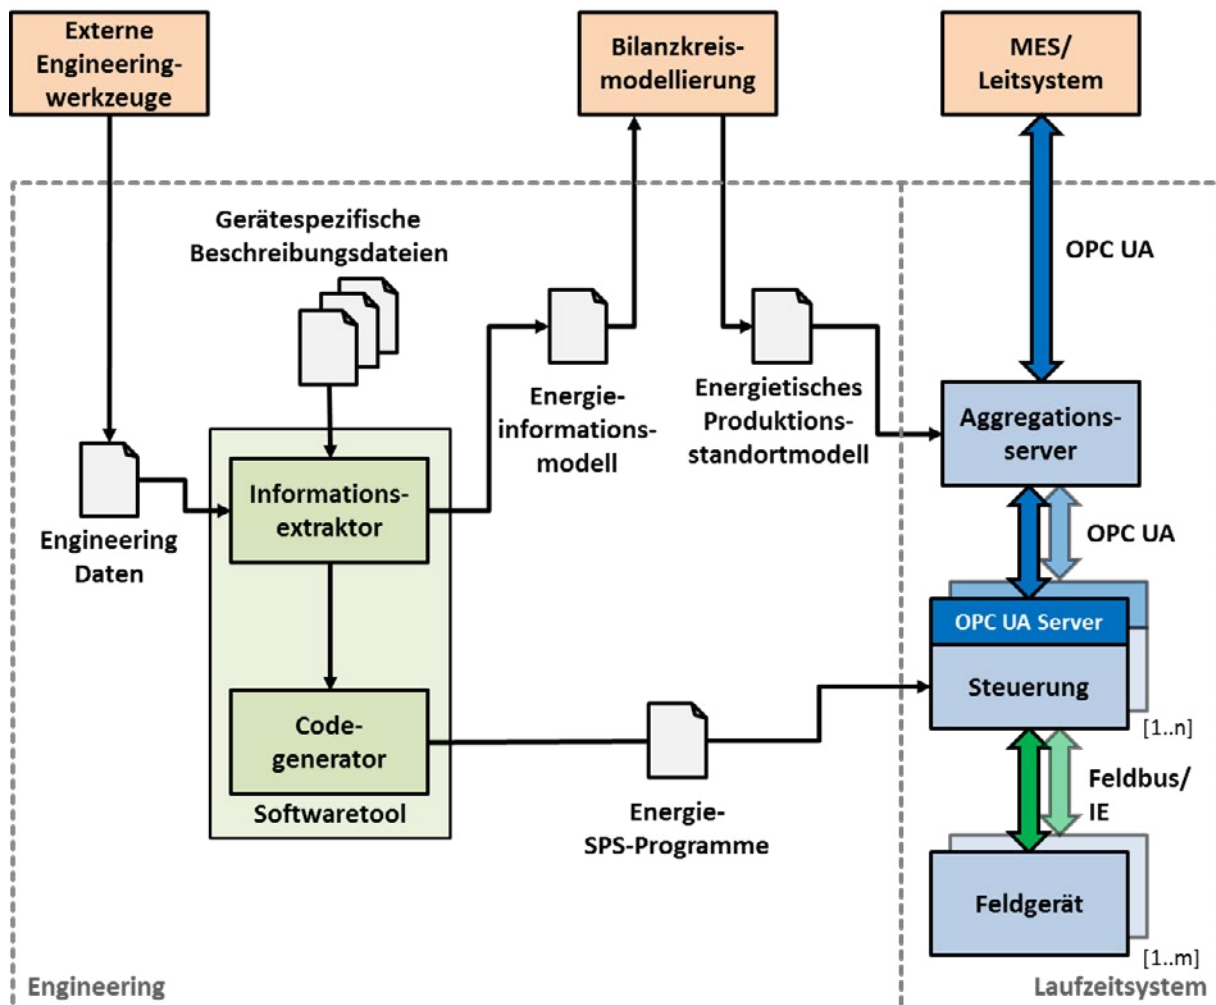 Externe
Engineering-
werkzeuge
Bilanzkreis-
modellierung
MES/
Leitsystem
Gerätespezifische
Beschreibungsdateien
OPC UA
Energie-
informations-
modell
Energietisches
Produktions-
standortmodell
Aggregations-
server
Engineering
Daten
Informations-
extraktor
OPC UA
OPC UA Server
Steuerung
[1..n]
Code-
generator
Softwaretool
Energie-
SPS-Programme
Feldbus/
IE
Feldgerät
[1..m]
Engineering
Laufzeitsystem